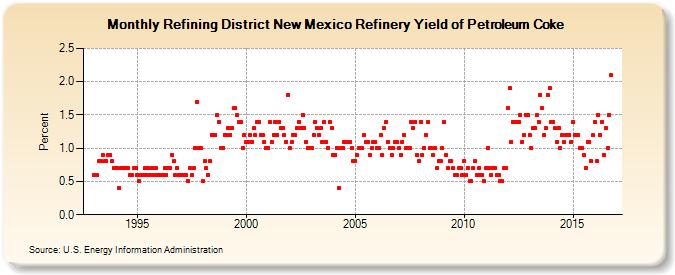 Monthly Refining District New Mexico Refinery Yield of Petroleum Coke
Percent
2.5
2.0
1.5
1.0
0.5
0.0
1995 2000 2005 2010 2015
Source: U.S. Energy Information Administration